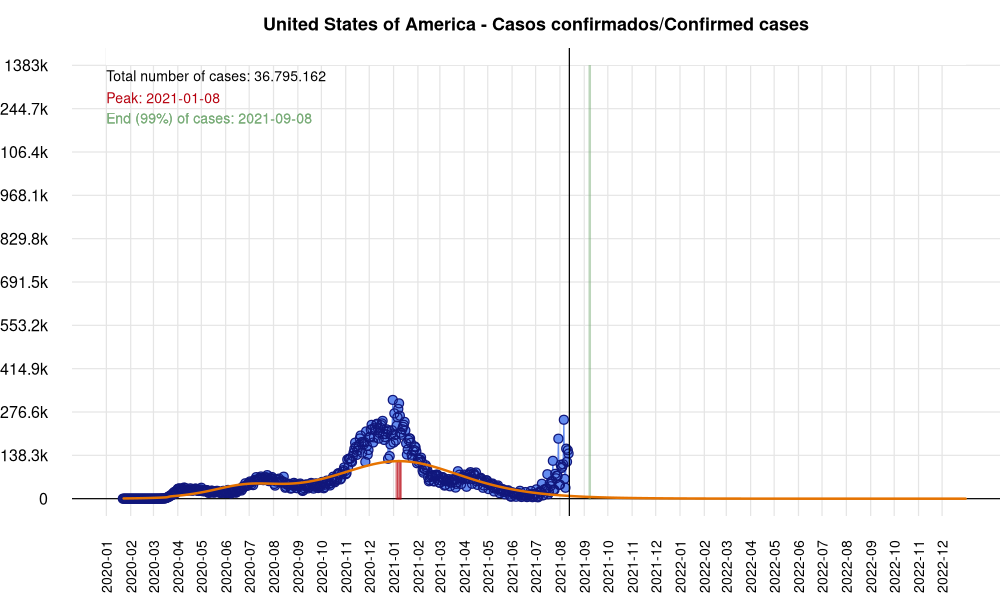 United States of America - Casos confirmados/Confirmed cases
1383k
244.7k
106.4k
968.1k
829.8k
691.5k
553.2k
414.9k
276.6k
138.3k
0
Total number of cases: 36.795.162
Peak: 2021-01-08
End (99%) of cases: 2021-09-08
2020-01
2020-02
2020-03
2020-04
2020-05
2020-06
2020-07
2020-08
2020-09
2020-10
2020-11
2020-12
2021-01
2021-02
2021-03
2021-04
2021-05
2021-06
2021-07
2021-08
2021-09
2021-10
2021-11
2021-12
2022-01
2022-02
2022-03
2022-04
2022-05
2022-06
2022-07
2022-08
2022-09
2022-10
2022-11
2022-12